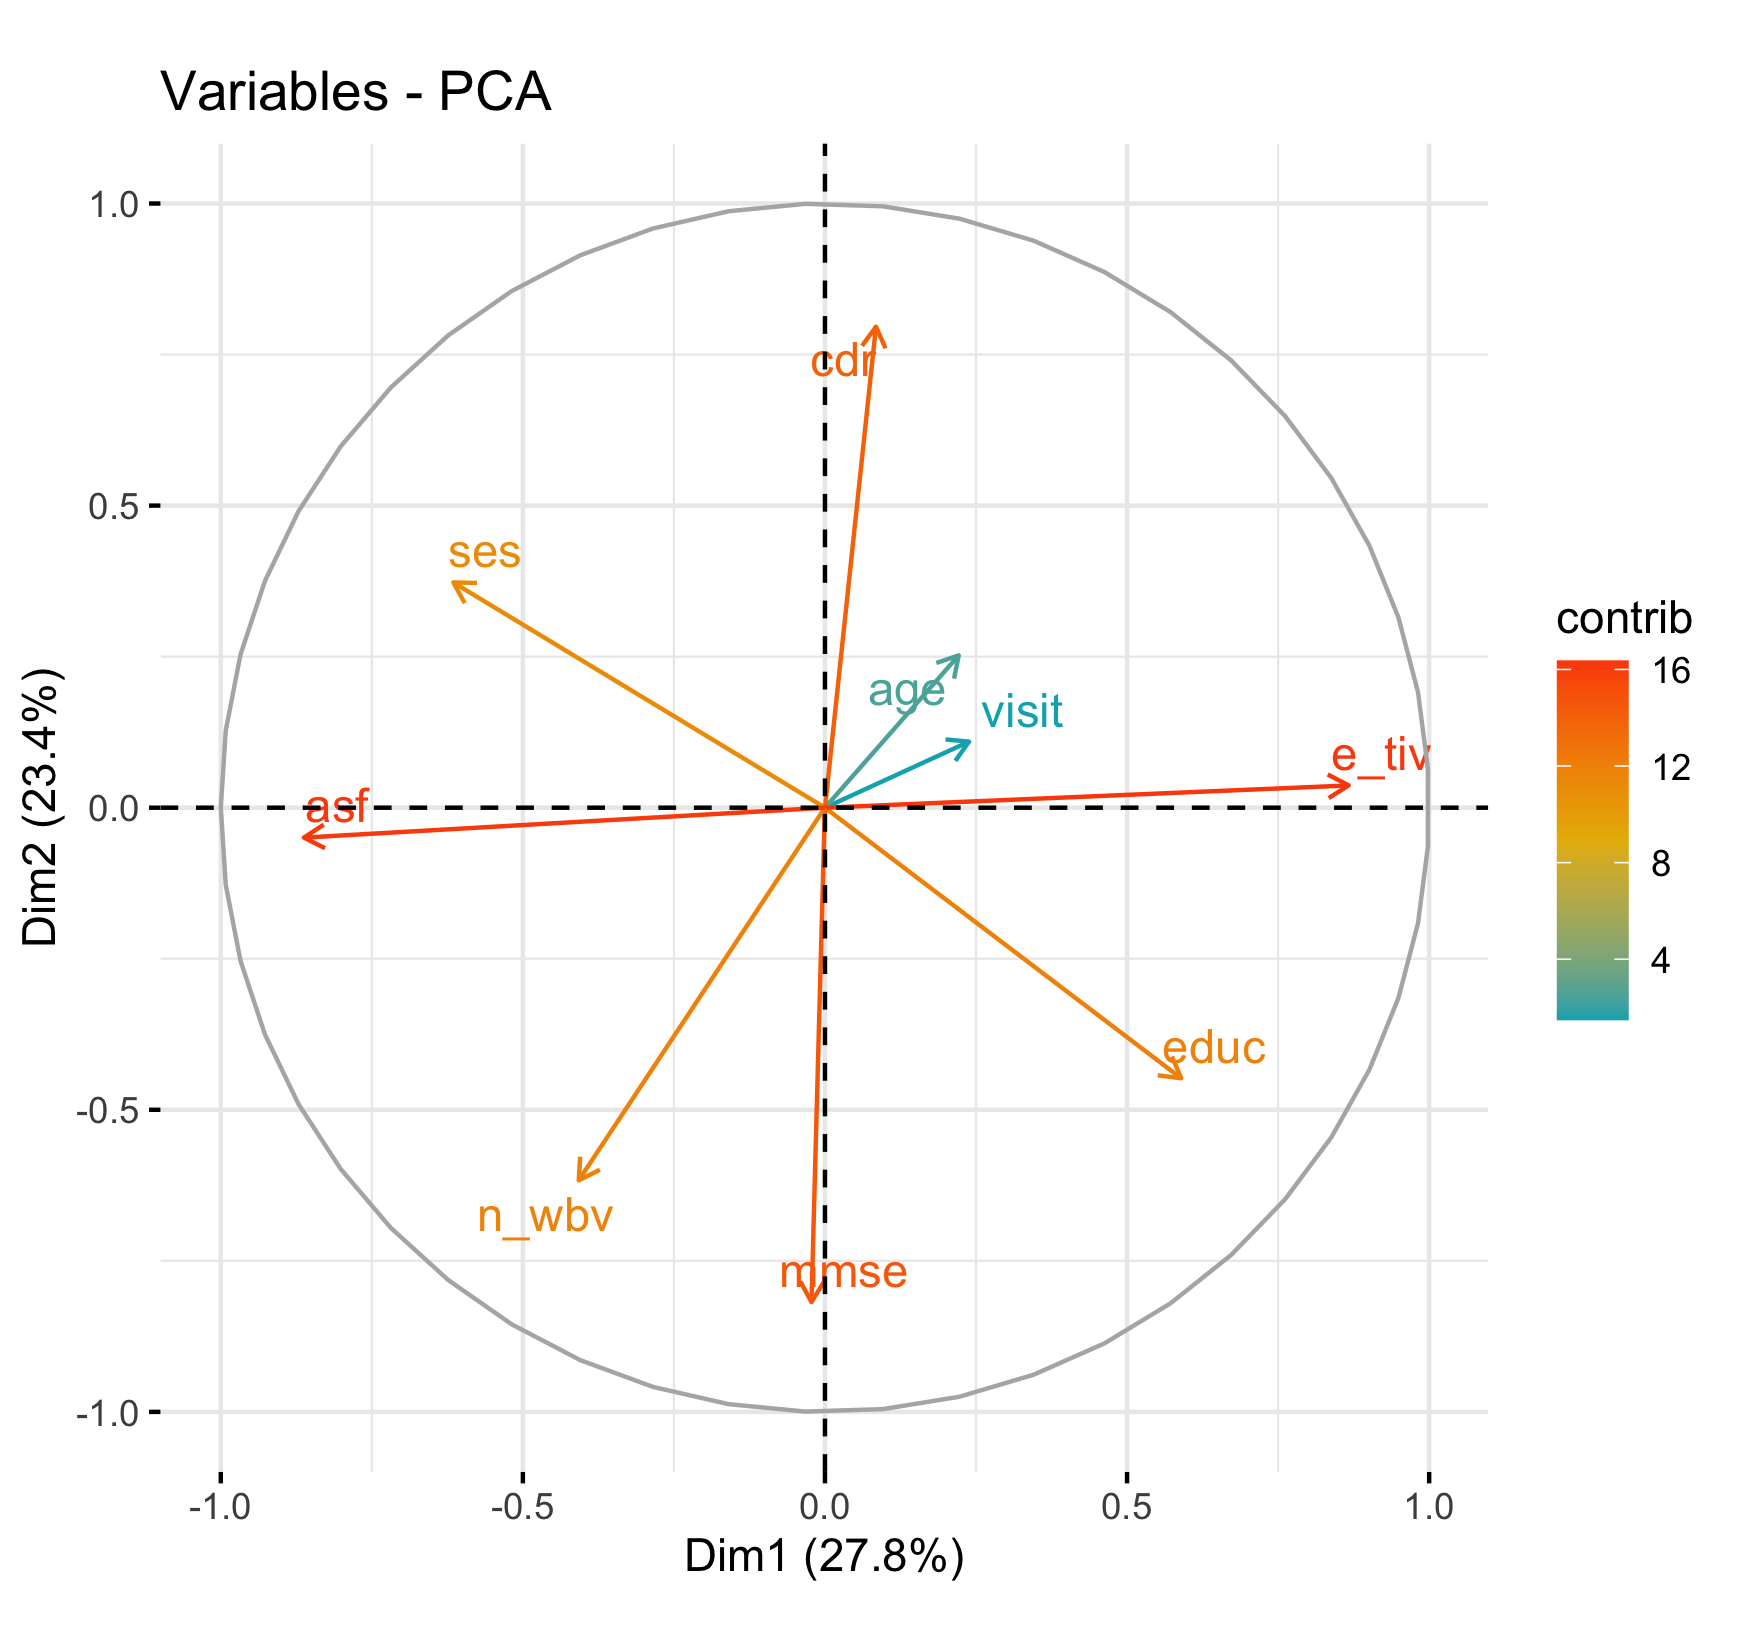 Variables - PCA
1.0
0.5
0.0
-0.5
-1.0
Dim2 (23.4%)
cdr
ses
age
visit
e_tiv
asf
educ
n_wbv
mmse
-1.0
-0.5
0.0
0.5
1.0
Dim1 (27.8%)
contrib
16
12
8
4